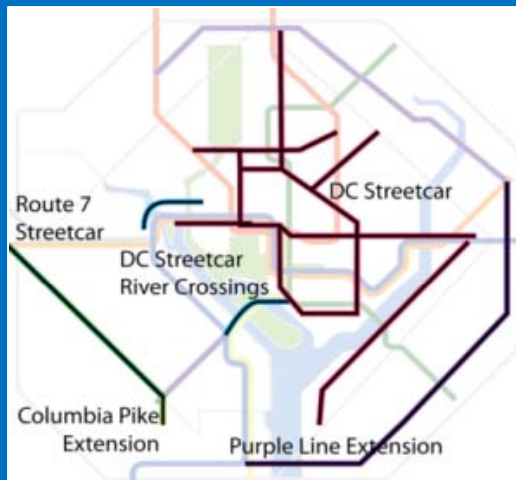 DC Streetcar
Route 7
Streetcar
DC Streetcar
River Crossings
Columbia Pike
Extension
Purple Line Extension